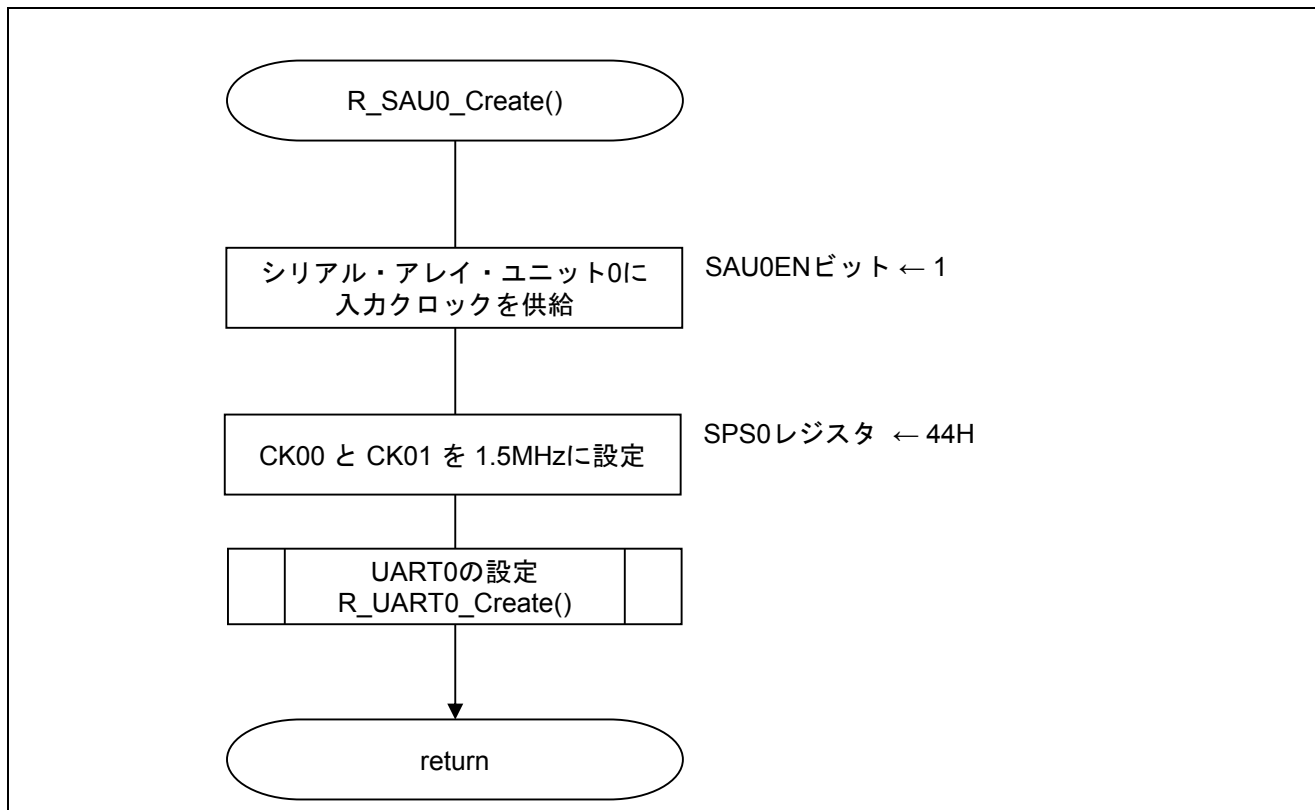 R_SAU0_Create()
シリアル・アレイ・ユニット0に
入力クロックを供給
SAU0ENビット ← 1
CK00 と CK01 を 1.5MHzに設定
SPS0レジスタ ← 44H
UART0の設定
R_UART0_Create()
return